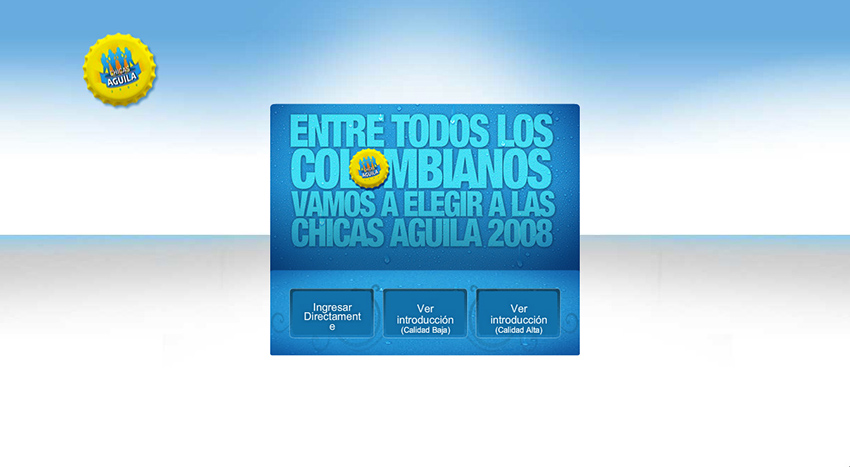 CHICAS
AGUILA
ENTRE TODOS LOS
COLOMBIANOS
AGUILA
VAMOS A ELEGIR A LAS
CHICAS AGUILA 2008
Ingresar
Directament
e
Ver
introducción
(Calidad Baja)
Ver
introducción
(Calidad Alta)